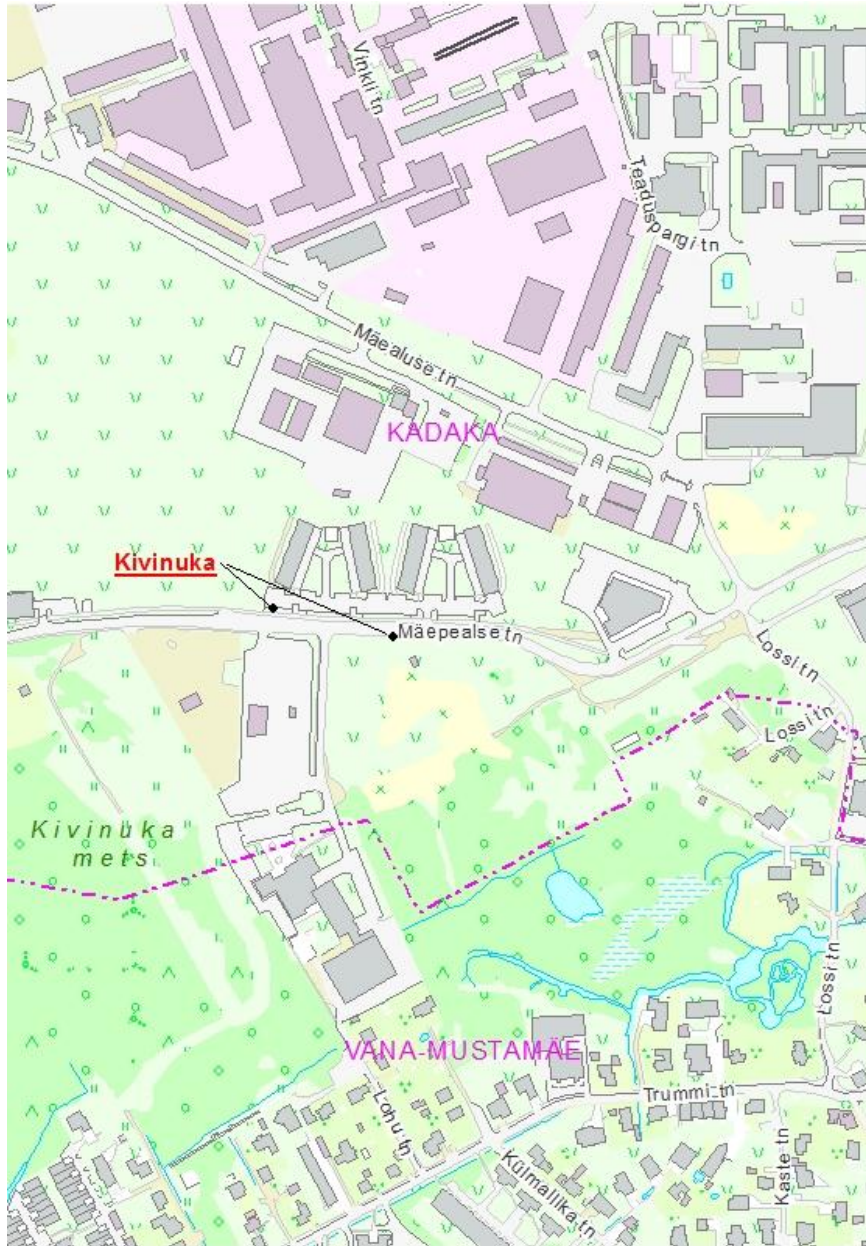 Vinkli tn
Teaduspargi tn
Mäealuse tn
KADAKA
Kivinuka
Mäepealse tn
Lossi tn
Lossi tn
Kivinuka
mets
Lossi tn
VANA-MUSTAMÄE
Trummi tn
Lohu tn
Külmallika tn
Kaste tn